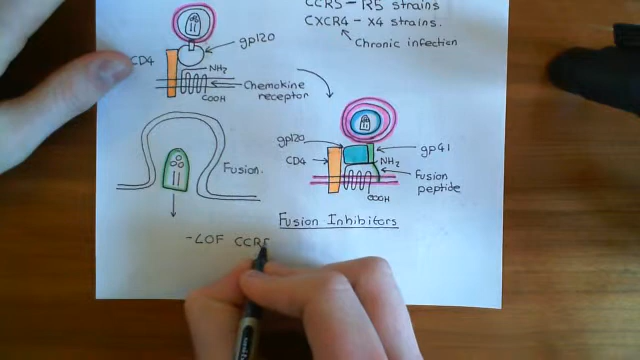 CCR5 - R5 strains
CXCR4 - X4 strains.
Chronic infection
gp120
CD4
NH2
Chemokine
receptor
COOH
gp120
gp41
CD4
NH2
Fusion
peptide
COOH
Fusion.
Fusion Inhibitors
-LOF CCR5